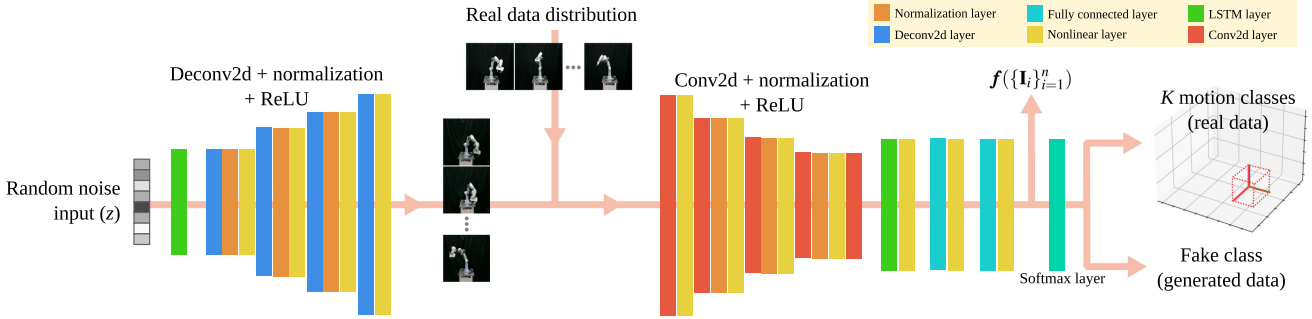 Real data distribution
Normalization layer
Fully connected layer
LSTM layer
Deconv2d layer
Nonlinear layer
Conv2d layer
Deconv2d + normalization
+ ReLU
Conv2d + normalization
+ ReLU
f({I_i}_{i=1}^n)
K motion classes
(real data)
Random noise
input (z)
Fake class
(generated data)
Softmax layer